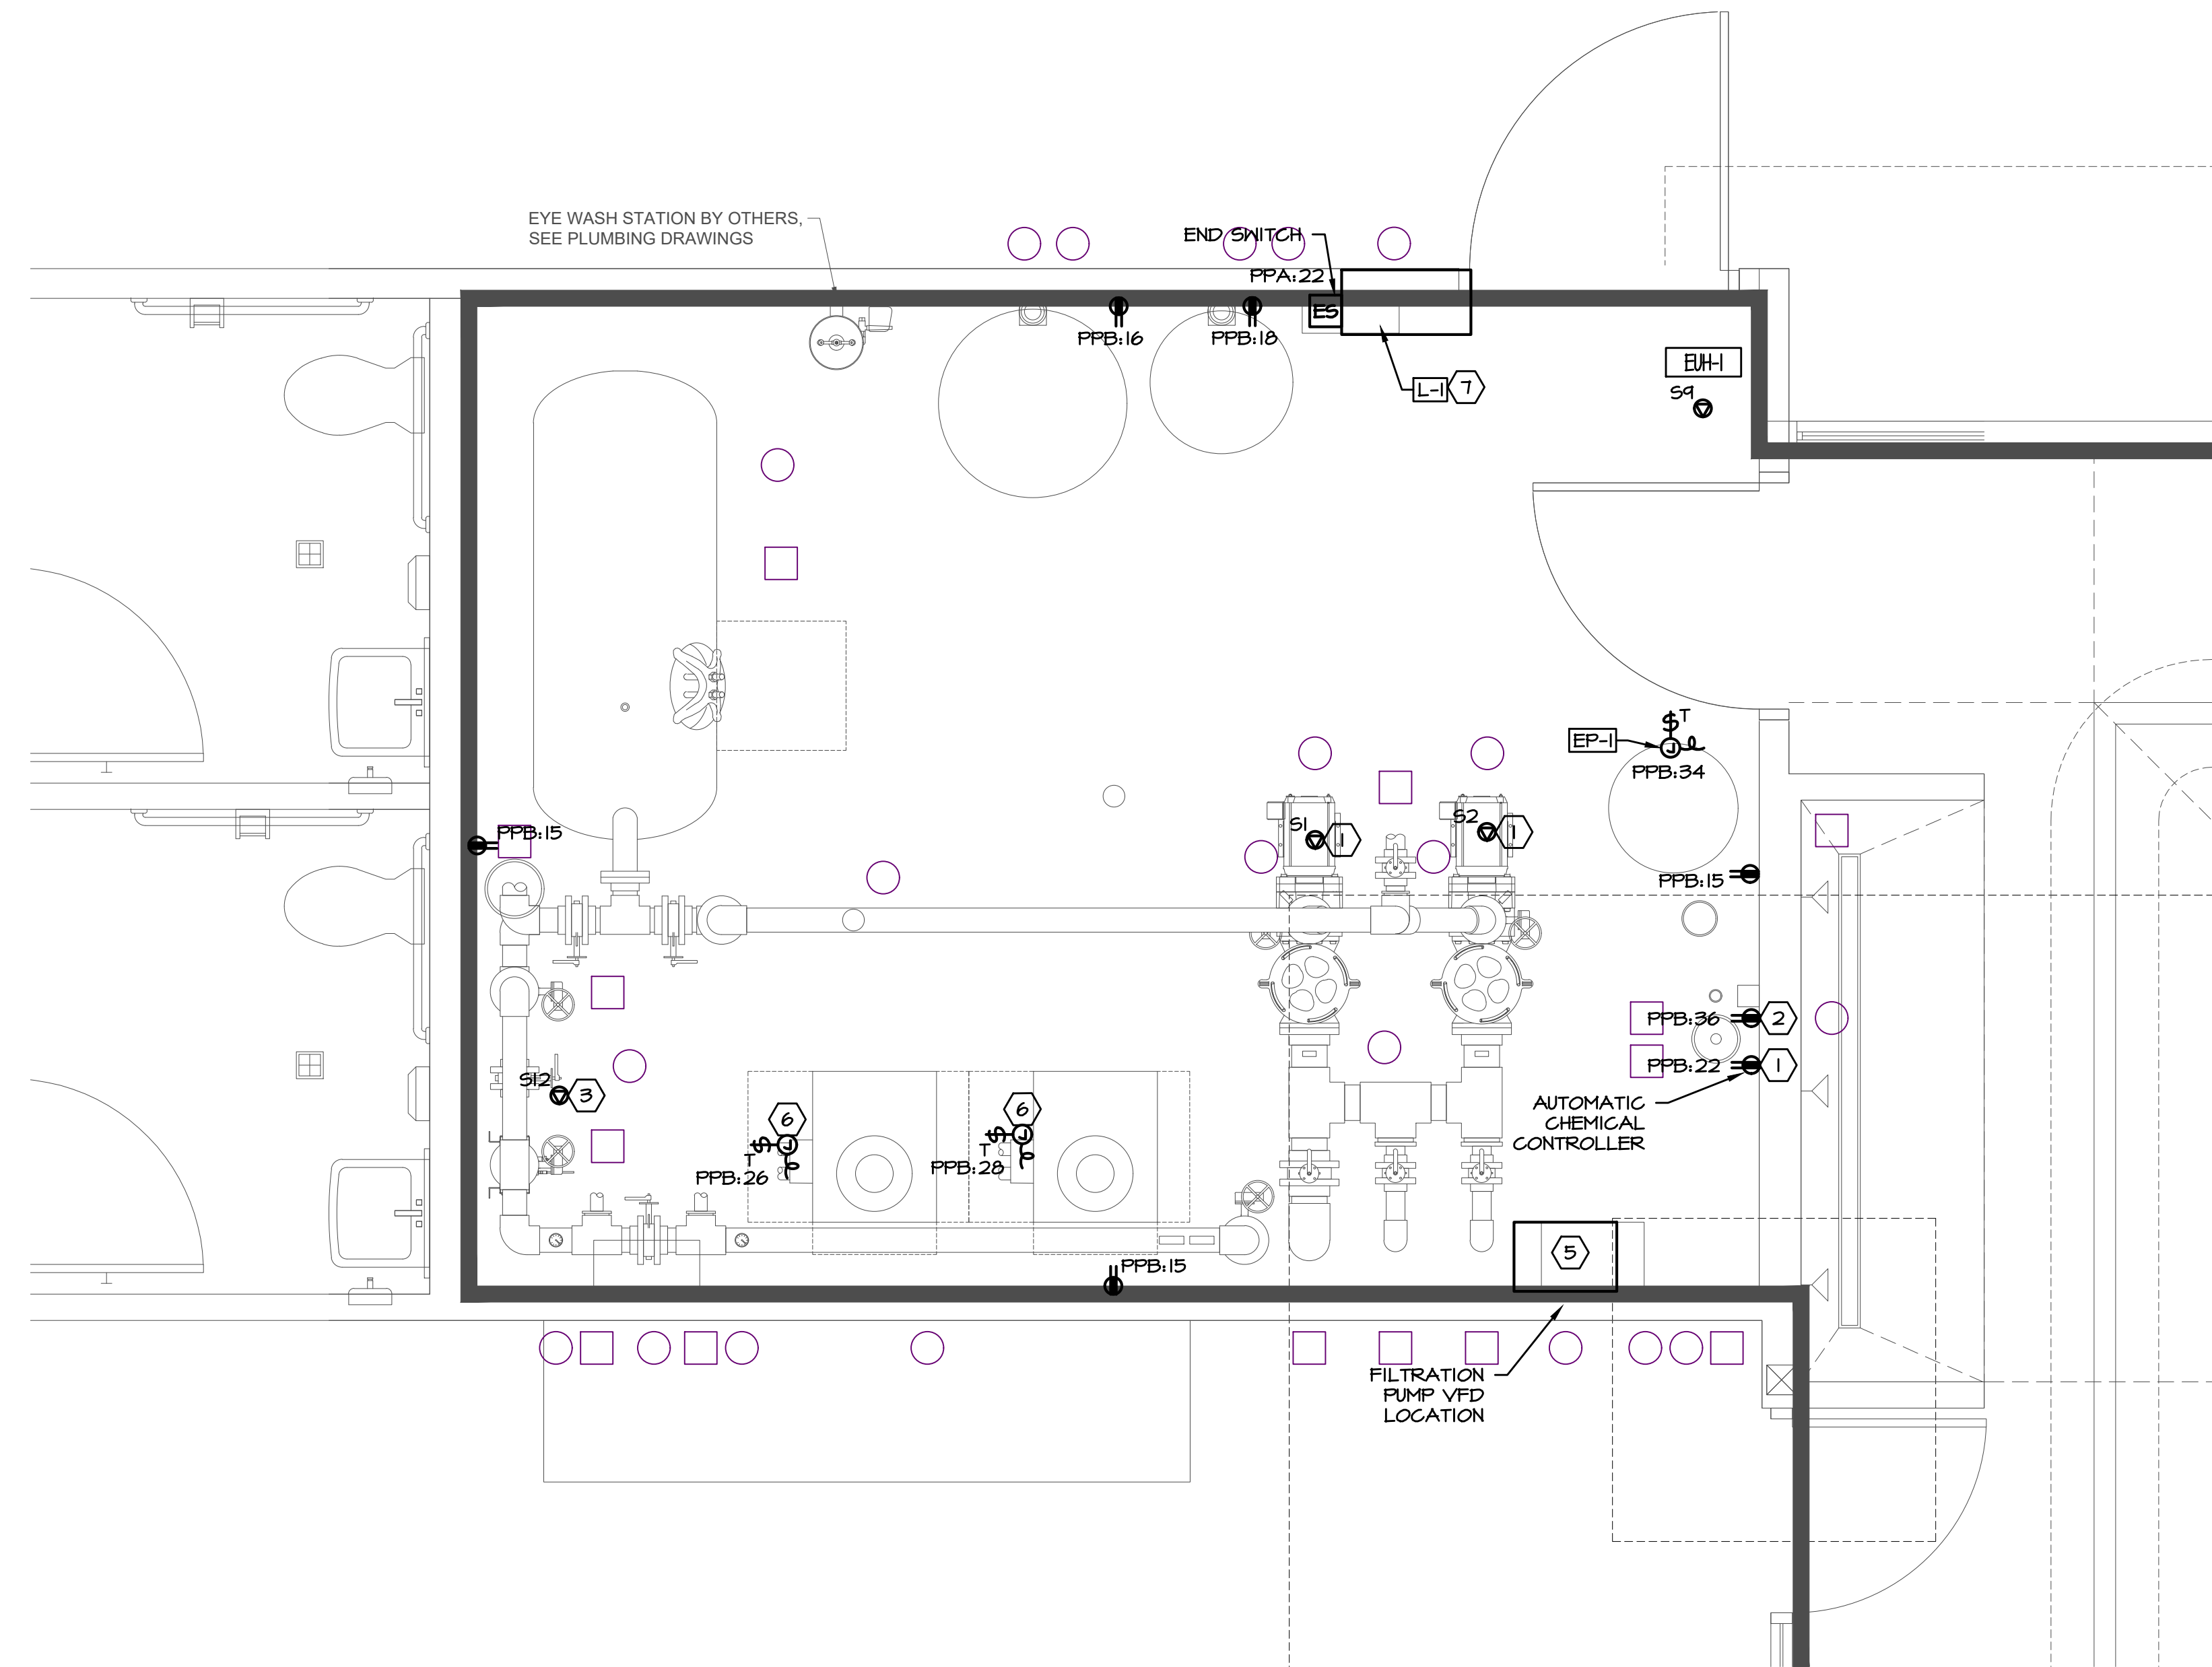 EYE WASH STATION BY OTHERS,
SEE PLUMBING DRAWINGS
END SWITCH
PPA:22
ES
PPB:16
PPB:18
L-1
7
EUH-1
S9
T
$
EP-1
J
PPB:34
PPB:15
S1
1
S2
1
PPB:15
PPB:36
2
PPB:22
1
AUTOMATIC
CHEMICAL
CONTROLLER
S12
3
6
$
J
T
PPB:26
6
$
J
T
PPB:28
5
PPB:15
FILTRATION
PUMP VFD
LOCATION